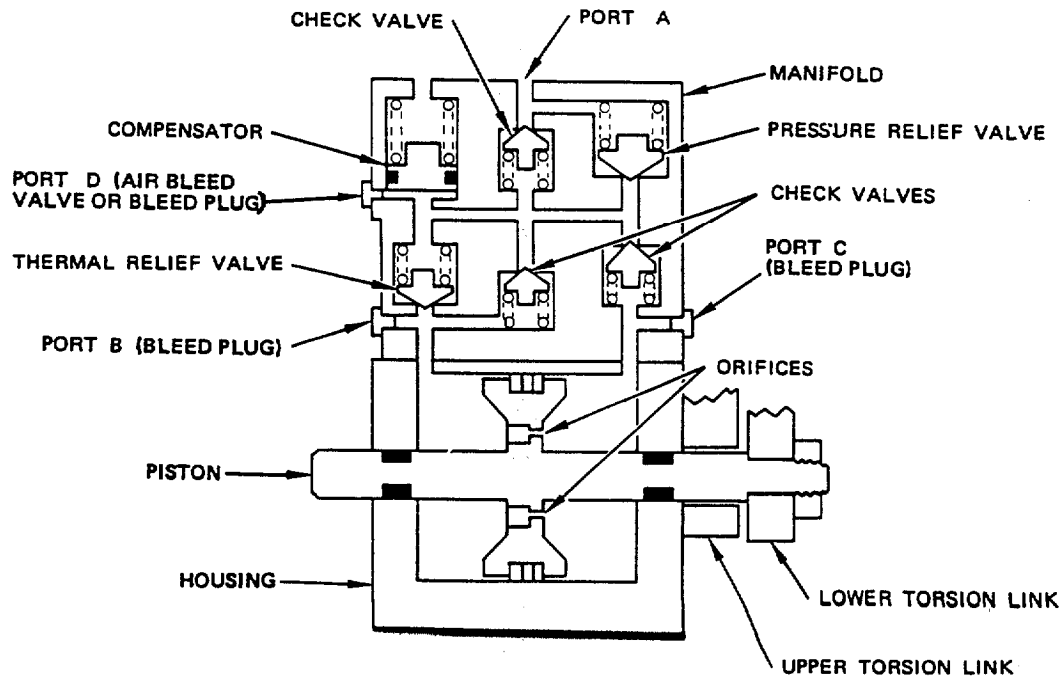 CHECK VALVE
PORT A
MANIFOLD
COMPENSATOR
PRESSURE RELIEF VALVE
PORT D (AIR BLEED
VALVE OR BLEED PLUG)
CHECK VALVES
PORT C
(BLEED PLUG)
THERMAL RELIEF VALVE
PORT B (BLEED PLUG)
ORIFICES
PISTON
HOUSING
LOWER TORSION LINK
UPPER TORSION LINK